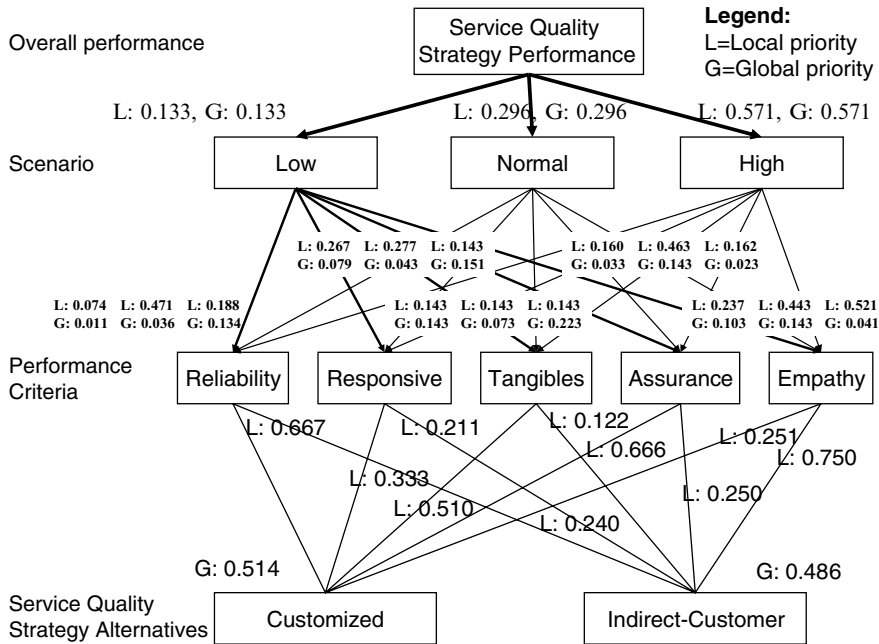 Overall performance
Service Quality
Strategy Performance
Legend:
L=Local priority
G=Global priority
L: 0.133, G: 0.133
L: 0.296, G: 0.296
L: 0.571, G: 0.571
Scenario
Low
Normal
High
L: 0.267 L: 0.277 L: 0.143
G: 0.079 G: 0.043 G: 0.151
L: 0.160 L: 0.463 L: 0.162
G: 0.033 G: 0.143 G: 0.023
L: 0.074 L: 0.471 L: 0.188
G: 0.011 G: 0.036 G: 0.134
L: 0.143 L: 0.143 L: 0.143
G: 0.143 G: 0.073 G: 0.223
L: 0.237 L: 0.443 L: 0.521
G: 0.103 G: 0.143 G: 0.041
Performance
Criteria
Reliability
Responsive
Tangibles
Assurance
Empathy
L: 0.667
L: 0.211
L: 0.122
L: 0.666
L: 0.251
L: 0.750
L: 0.333
L: 0.510
L: 0.240
L: 0.250
G: 0.514
G: 0.486
Service Quality
Strategy Alternatives
Customized
Indirect-Customer